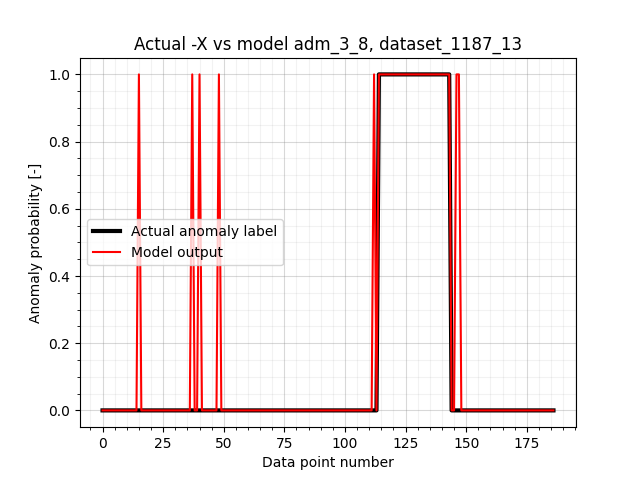 Actual -X vs model adm_3_8, dataset_1187_13
Anomaly probability [-]
1.0
0.8
0.6
0.4
0.2
0.0
Actual anomaly label
Model output
0 25 50 75 100 125 150 175
Data point number